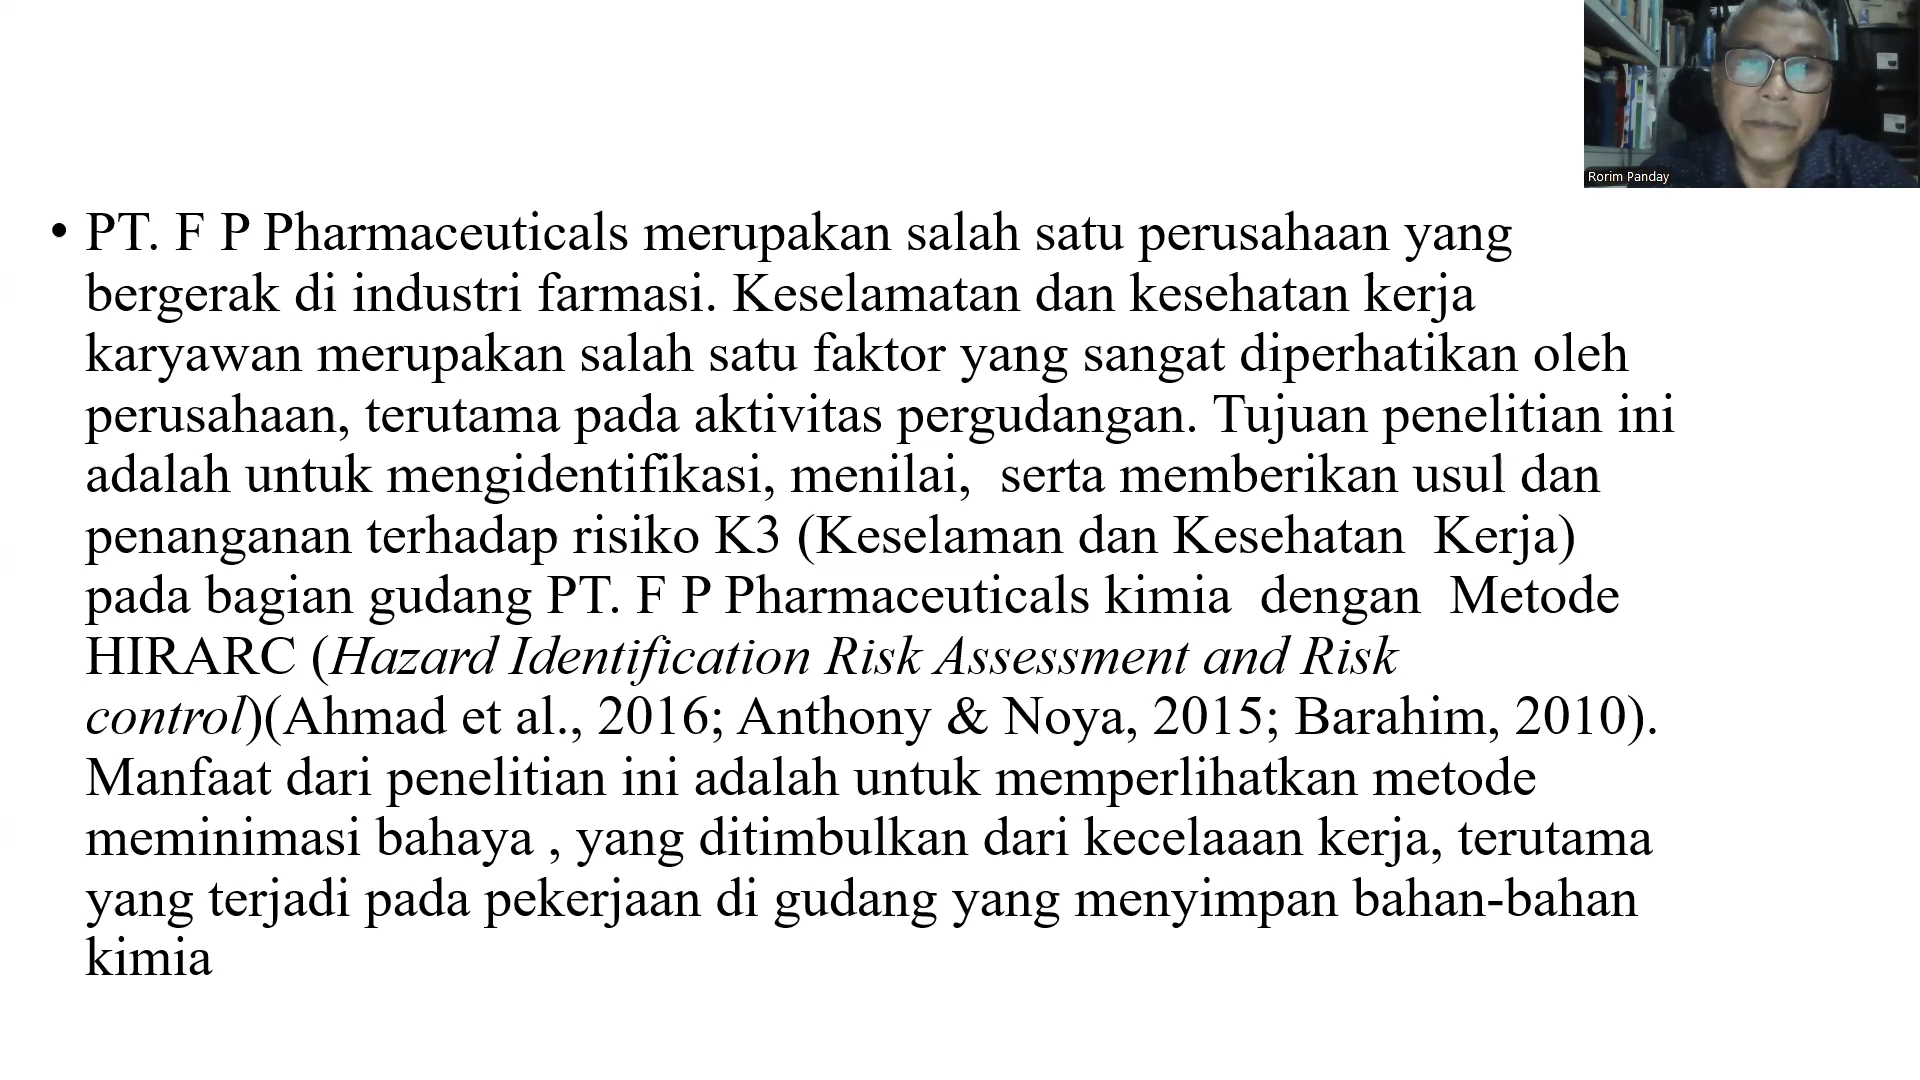 Rorim Panday
• PT. F P Pharmaceuticals merupakan salah satu perusahaan yang
bergerak di industri farmasi. Keselamatan dan kesehatan kerja
karyawan merupakan salah satu faktor yang sangat diperhatikan oleh
perusahaan, terutama pada aktivitas pergudangan. Tujuan penelitian ini
adalah untuk mengidentifikasi, menilai,  serta memberikan usul dan
penanganan terhadap risiko K3 (Keselaman dan Kesehatan  Kerja)
pada bagian gudang PT. F P Pharmaceuticals kimia  dengan  Metode
HIRARC (Hazard Identification Risk Assessment and Risk
control)(Ahmad et al., 2016; Anthony & Noya, 2015; Barahim, 2010).
Manfaat dari penelitian ini adalah untuk memperlihatkan metode
meminimasi bahaya , yang ditimbulkan dari kecelaaan kerja, terutama
yang terjadi pada pekerjaan di gudang yang menyimpan bahan-bahan
kimia